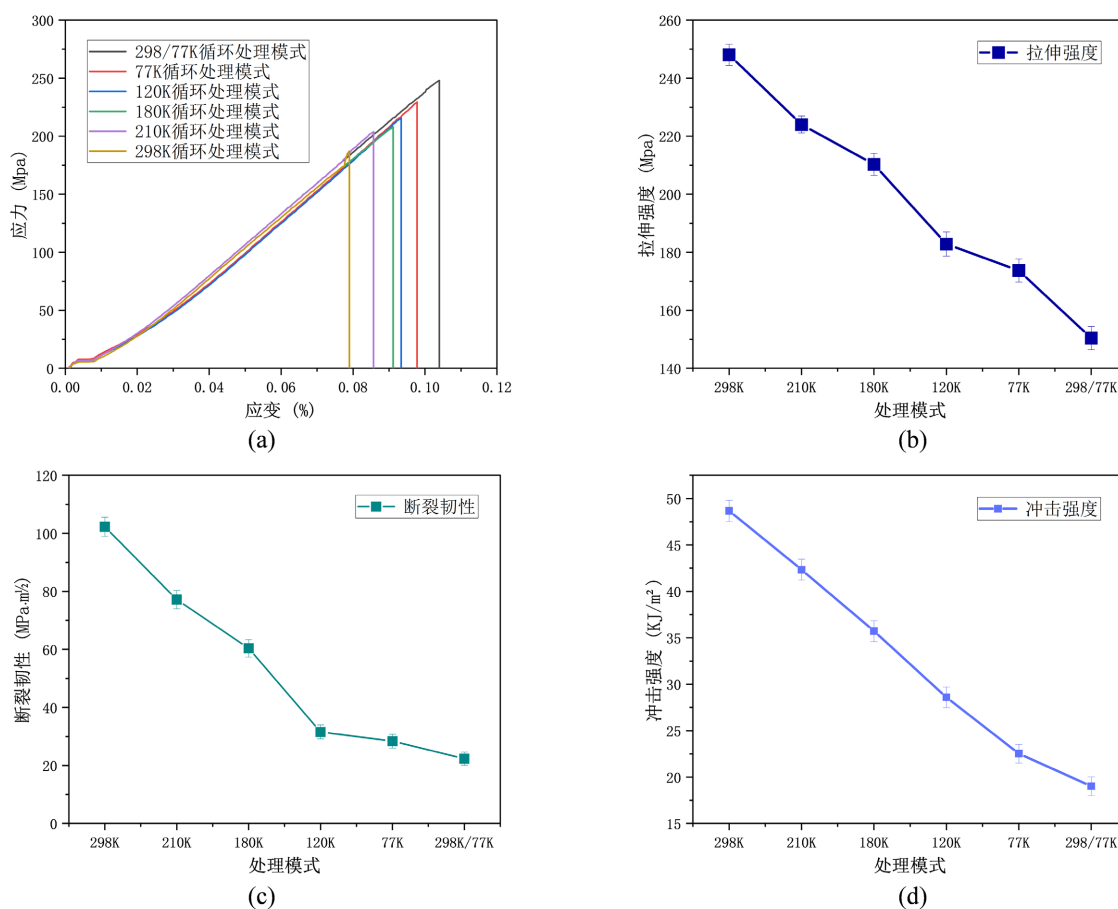 300
250
200
150
100
50
0
应力 (Mpa)
298/77K循环处理模式
77K循环处理模式
120K循环处理模式
180K循环处理模式
210K循环处理模式
298K循环处理模式
0.00 0.02 0.04 0.06 0.08 0.10 0.12
应变 (%)
(a)
260
240
220
200
180
160
140
拉伸强度 (Mpa)
拉伸强度
298K 210K 180K 120K 77K 298/77K
处理模式
(b)
120
100
80
60
40
20
0
断裂韧性 (MPa·m½)
断裂韧性
298K 210K 180K 120K 77K 298K/77K
处理模式
(c)
50
45
40
35
30
25
20
15
冲击强度 (KJ/m²)
冲击强度
298K 210K 180K 120K 77K 298/77K
处理模式
(d)